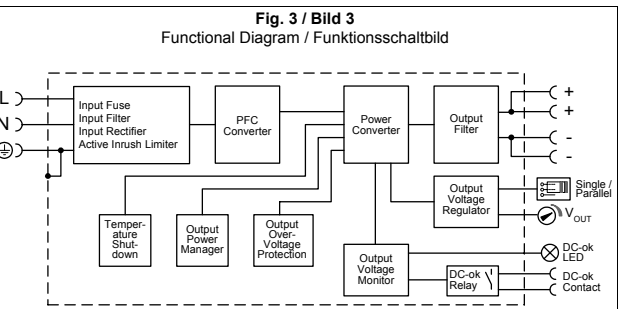 Fig. 3 / Bild 3
Functional Diagram / Funktionsschaltbild
L
N
Input Fuse
Input Filter
Input Rectifier
Active Inrush Limiter
PFC
Converter
Power
Converter
Output
Filter
+
+
-
-
Output
Voltage
Regulator
Single /
Parallel
VOUT
Temper-
ature
Shut-
down
Output
Power
Manager
Output
Over-
Voltage
Protection
Output
Voltage
Monitor
DC-ok
Relay
DC-ok
LED
DC-ok
Contact